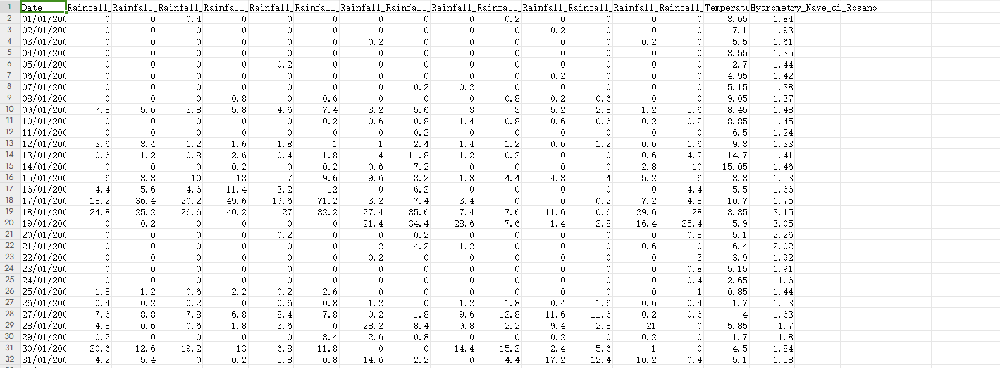 1 Date Rainfall_ Rainfall_ Rainfall_ Rainfall_ Rainfall_ Rainfall_ Rainfall_ Rainfall_ Rainfall_ Rainfall_ Rainfall_ Rainfall_ Rainfall_ Rainfall_ Temperatu Hydrometry_Nave_di_Rosano
2 01/01/200 0 0 0.4 0 0 0 0 0 0 0.2 0 0 0 0 8.65 1.84
3 02/01/200 0 0 0 0 0 0 0 0 0 0 0.2 0 0 0 7.1 1.93
4 03/01/200 0 0 0 0 0 0 0.2 0 0 0 0 0 0.2 0 5.5 1.61
5 04/01/200 0 0 0 0 0 0 0 0 0 0 0 0 0 0 3.55 1.35
6 05/01/200 0 0 0 0 0.2 0 0 0 0 0 0 0 0 0 2.7 1.44
7 06/01/200 0 0 0 0 0 0 0 0 0 0 0.2 0 0 0 4.95 1.42
8 07/01/200 0 0 0 0 0 0 0 0.2 0.2 0 0 0 0 0 5.15 1.38
9 08/01/200 0 0 0 0.8 0 0.6 0 0 0 0.8 0.2 0.6 0 0 9.05 1.37
10 09/01/200 7.8 5.6 3.8 5.8 4.6 7.4 3.2 5.6 3 3 5.2 2.8 1.2 5.6 8.45 1.48
11 10/01/200 0 0 0 0 0 0.2 0.6 0.8 1.4 0.8 0.6 0.6 0.2 0.2 8.85 1.45
12 11/01/200 0 0 0 0 0 0 0 0.2 0 0 0 0 0 0 6.5 1.24
13 12/01/200 3.6 3.4 1.2 1.6 1.8 1 1 2.4 1.4 1.2 0.6 1.2 0.6 1.6 9.8 1.33
14 13/01/200 0.6 1.2 0.8 2.6 0.4 1.8 4 11.8 1.2 0.2 0 0 0.6 4.2 14.7 1.41
15 14/01/200 0 0 0 0.2 0 0.2 0.6 7.2 0 0 0 0 2.8 10 15.05 1.46
16 15/01/200 6 8.8 10 13 7 9.6 9.6 3.2 1.8 4.4 4.8 4 5.2 6 8.8 1.53
17 16/01/200 4.4 5.6 4.6 11.4 3.2 12 0 6.2 0 0 0 0 0 4.4 5.5 1.66
18 17/01/200 18.2 36.4 20.2 49.6 19.6 71.2 3.2 7.4 3.4 0 0 0.2 7.2 4.8 10.7 1.75
19 18/01/200 24.8 25.2 26.6 40.2 27 32.2 27.4 35.6 7.4 7.6 11.6 10.6 29.6 28 8.85 3.15
20 19/01/200 0 0.2 0 0 0 0 21.4 34.4 28.6 7.6 1.4 2.8 16.4 25.4 5.9 3.05
21 20/01/200 0 0 0 0 0.2 0 0 0.2 0 0 0 0 0 0.8 5.1 2.26
22 21/01/200 0 0 0 0 0 0 2 4.2 1.2 0 0 0 0.6 0 6.4 2.02
23 22/01/200 0 0 0 0 0 0 0.2 0 0 0 0 0 0 3 3.9 1.92
24 23/01/200 0 0 0 0 0 0 0 0 0 0 0 0 0 0.8 5.15 1.91
25 24/01/200 0 0 0 0 0 0 0 0 0 0 0 0 0 0.4 2.65 1.6
26 25/01/200 1.8 1.2 0.6 2.2 0.2 2.6 0 0 0 0 0 0 0 1 0.85 1.44
27 26/01/200 0.4 0.2 0.2 0 0.6 0.8 1.2 0 1.2 1.8 0.4 1.6 0.6 0.4 1.7 1.53
28 27/01/200 7.6 8.8 7.8 6.8 8.4 7.8 0.2 1.8 9.6 12.8 11.6 11.6 0.2 0.6 4 1.63
29 28/01/200 4.8 0.6 0.6 1.8 3.6 0 28.2 8.4 9.8 2.2 9.4 2.8 21 0 5.85 1.7
30 29/01/200 0.2 0 0 0 0 3.4 2.6 0.8 0 0 0.2 0 0.2 0 1.7 1.8
31 30/01/200 20.6 12.6 19.2 13 6.8 11.8 0 0 14.4 15.2 2.4 5.6 1 0 4.5 1.84
32 31/01/200 4.2 5.4 0 0.2 5.8 0.8 14.6 2.2 0 4.4 17.2 12.4 10.2 0.4 5.1 1.58